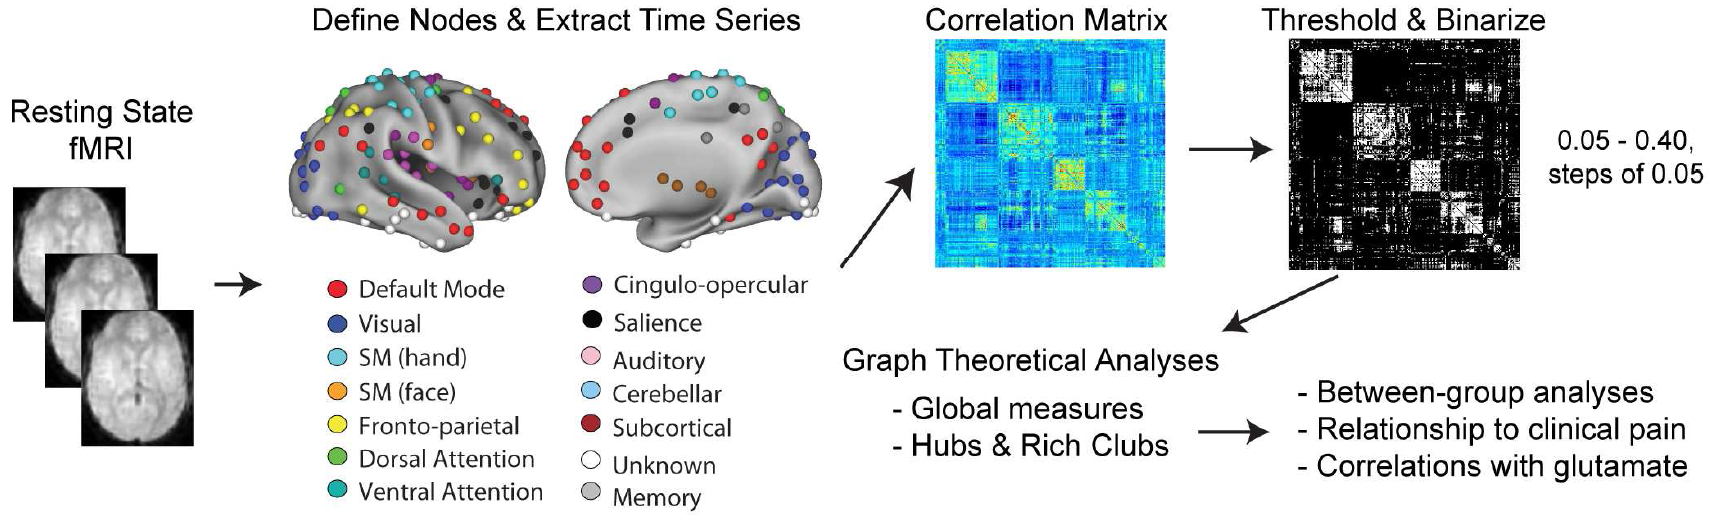 Define Nodes & Extract Time Series
Correlation Matrix
Threshold & Binarize
Resting State
fMRI
0.05 - 0.40,
steps of 0.05
Default Mode
Visual
SM (hand)
SM (face)
Fronto-parietal
Dorsal Attention
Ventral Attention
Cingulo-opercular
Salience
Auditory
Cerebellar
Subcortical
Unknown
Memory
Graph Theoretical Analyses
- Global measures
- Hubs & Rich Clubs
- Between-group analyses
- Relationship to clinical pain
- Correlations with glutamate